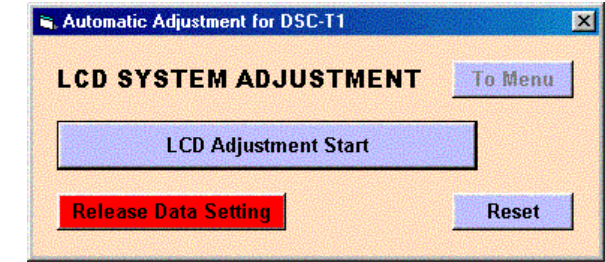 Automatic Adjustment for DSC-T1
LCD SYSTEM ADJUSTMENT
To Menu
LCD Adjustment Start
Release Data Setting
Reset